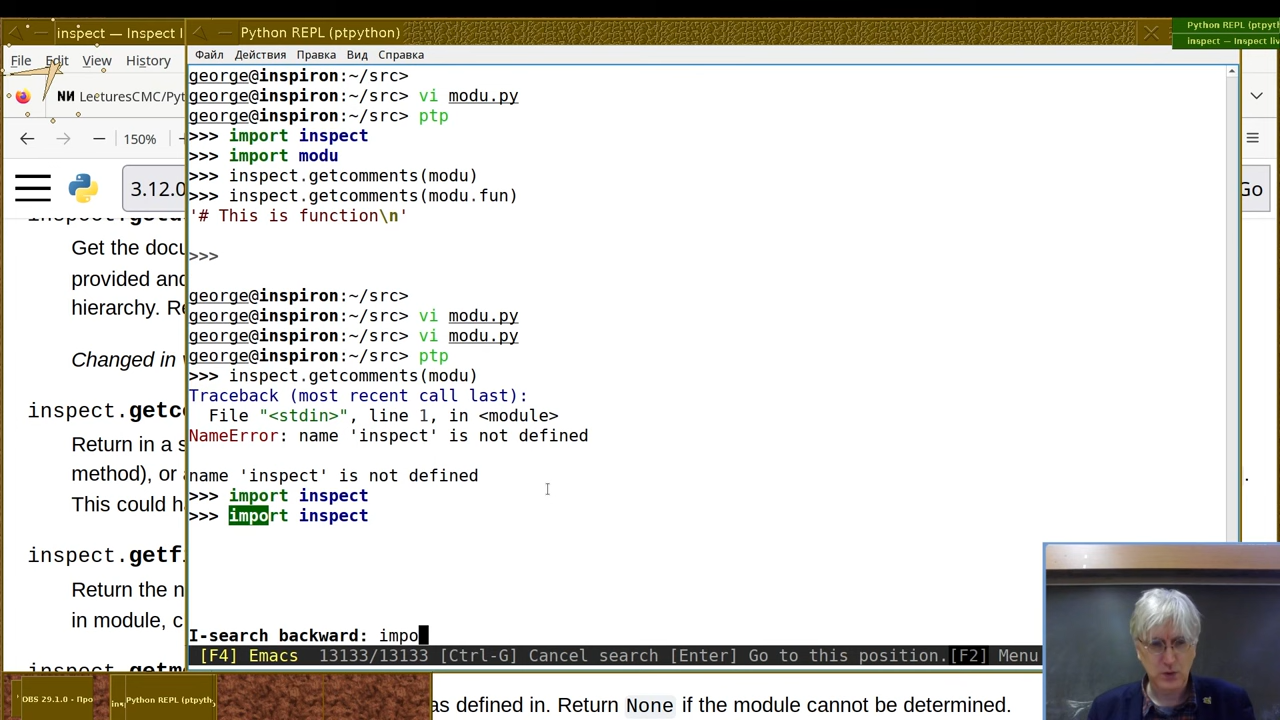 inspect — Inspect l
Python REPL (ptpython)
Python REPL (ptpyt
inspect — Inspect liv
File Edit View History
Файл Действия Правка Вид Справка
LecturesCMC/Pyt
150%
3.12.0
Go
Get the docu
provided and
hierarchy. Re
Changed in v
inspect.getco
Return in a s
method), or a
This could h
inspect.getfi
Return the n
in module, c
george@inspiron:~/src>
george@inspiron:~/src> vi modu.py
george@inspiron:~/src> ptp
>>> import inspect
>>> import modu
>>> inspect.getcomments(modu)
>>> inspect.getcomments(modu.fun)
'# This is function\n'
>>>
george@inspiron:~/src>
george@inspiron:~/src> vi modu.py
george@inspiron:~/src> vi modu.py
george@inspiron:~/src> ptp
>>> inspect.getcomments(modu)
Traceback (most recent call last):
File "<stdin>", line 1, in <module>
NameError: name 'inspect' is not defined
name 'inspect' is not defined
>>> import inspect
>>> import inspect
I-search backward: impo
[F4] Emacs 13133/13133 [Ctrl-G] Cancel search [Enter] Go to this position.[F2] Menu
OBS 29.1.0 - Про
Python REPL (ptpyth
as defined in. Return None if the module cannot be determined.